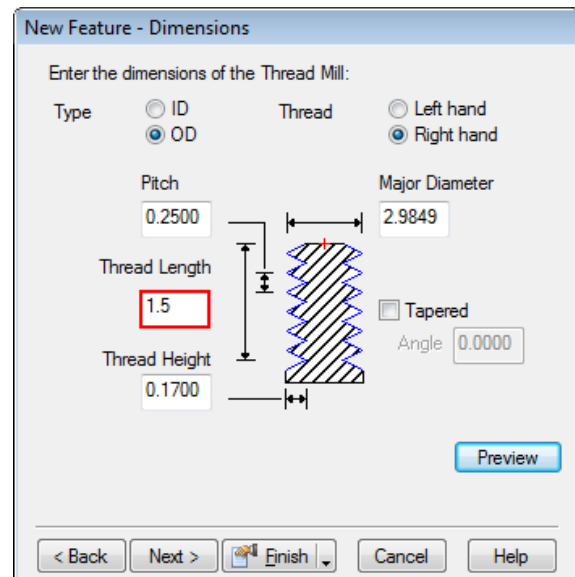 New Feature - Dimensions
Enter the dimensions of the Thread Mill:
Type
ID
OD
Thread
Left hand
Right hand
Pitch
0.2500
Major Diameter
2.9849
Thread Length
1.5
Tapered
Angle 0.0000
Thread Height
0.1700
Preview
< Back Next > Finish Cancel Help